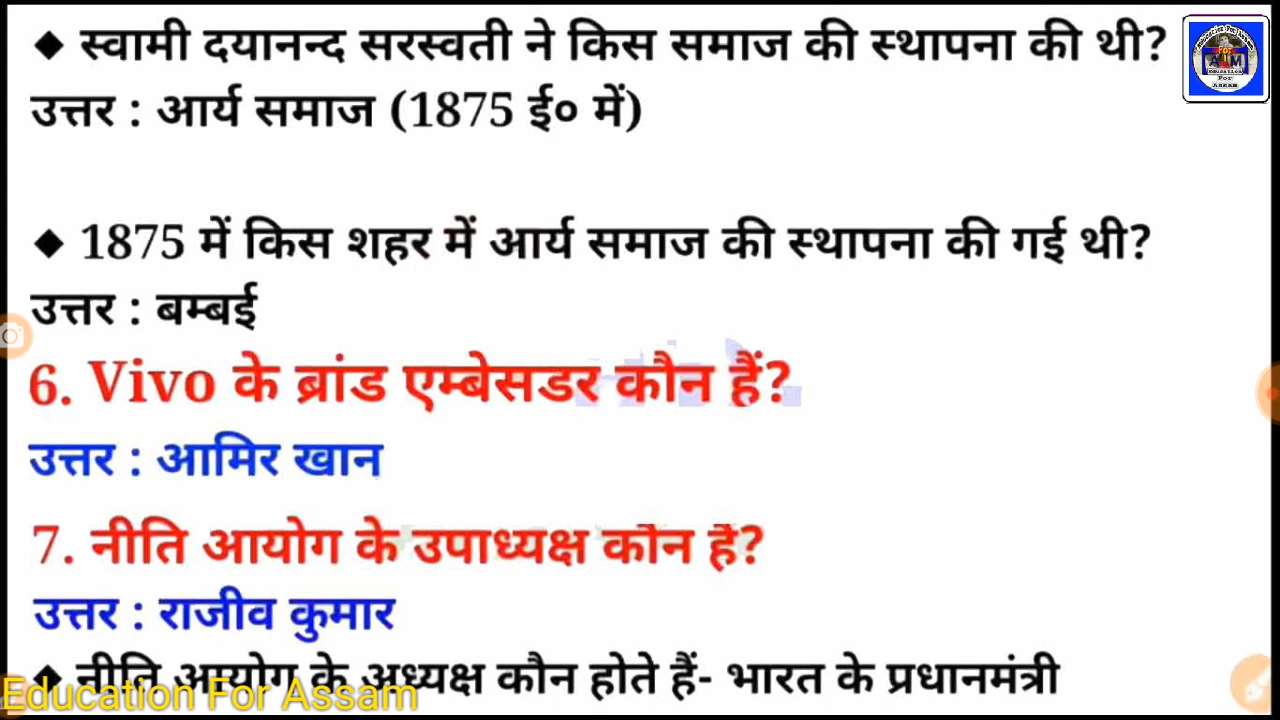 ◆ स्वामी दयानन्द सरस्वती ने किस समाज की स्थापना की थी?
उत्तर : आर्य समाज (1875 ई० में)
◆ 1875 में किस शहर में आर्य समाज की स्थापना की गई थी?
उत्तर : बम्बई
6. Vivo के ब्रांड एम्बेसडर कौन हैं?
उत्तर : आमिर खान
7. नीति आयोग के उपाध्यक्ष कौन है?
उत्तर : राजीव कुमार
◆ नीति आयोग के अध्यक्ष कौन होते हैं- भारत के प्रधानमंत्री
Education For Assam